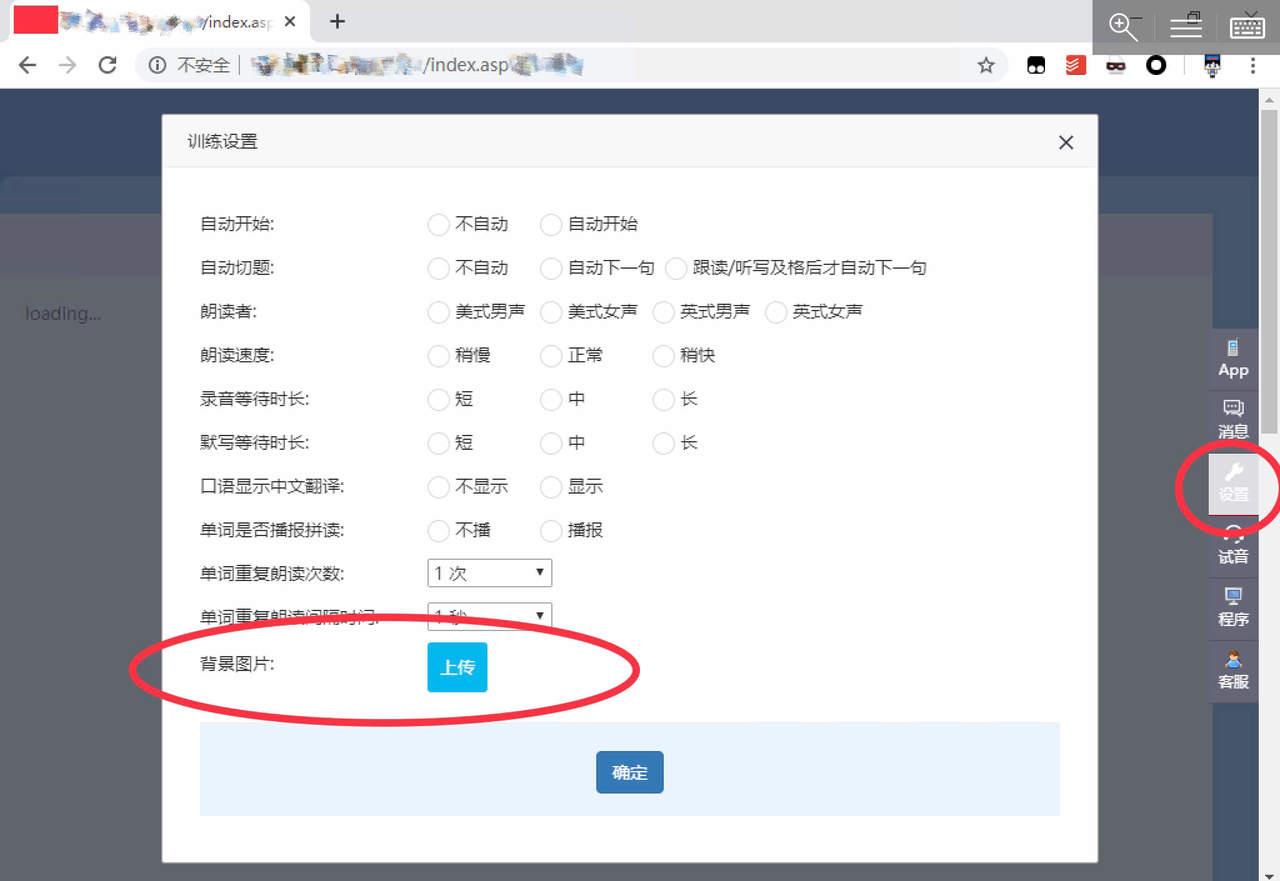 /index.asp
不安全
/index.asp
训练设置
自动开始: 不自动 自动开始
自动切题: 不自动 自动下一句 跟读/听写及格后才自动下一句
朗读者: 美式男声 美式女声 英式男声 英式女声
朗读速度: 稍慢 正常 稍快
录音等待时长: 短 中 长
默写等待时长: 短 中 长
口语显示中文翻译: 不显示 显示
单词是否播报拼读: 不播 播报
单词重复朗读次数: 1 次
单词重复朗读间隔时间: 1 秒
背景图片: 上传
确定
loading...
App
消息
设置
试音
程序
客服